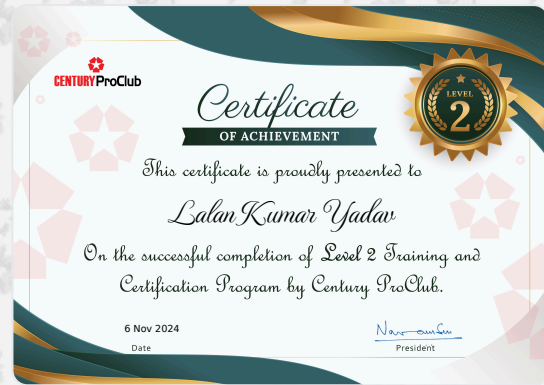 CENTURY ProClub
Certificate
OF ACHIEVEMENT
LEVEL
2
This certificate is proudly presented to
Lalan Kumar Yadav
On the successful completion of Level 2 Training and
Certification Program by Century ProClub.
6 Nov 2024
Date
President